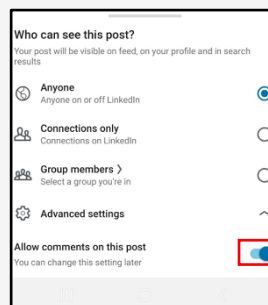 Who can see this post?
Your post will be visible on feed, on your profile and in search
results
Anyone
Anyone on or off LinkedIn
Connections only
Connections on LinkedIn
Group members >
Select a group you're in
Advanced settings
Allow comments on this post
You can change this setting later